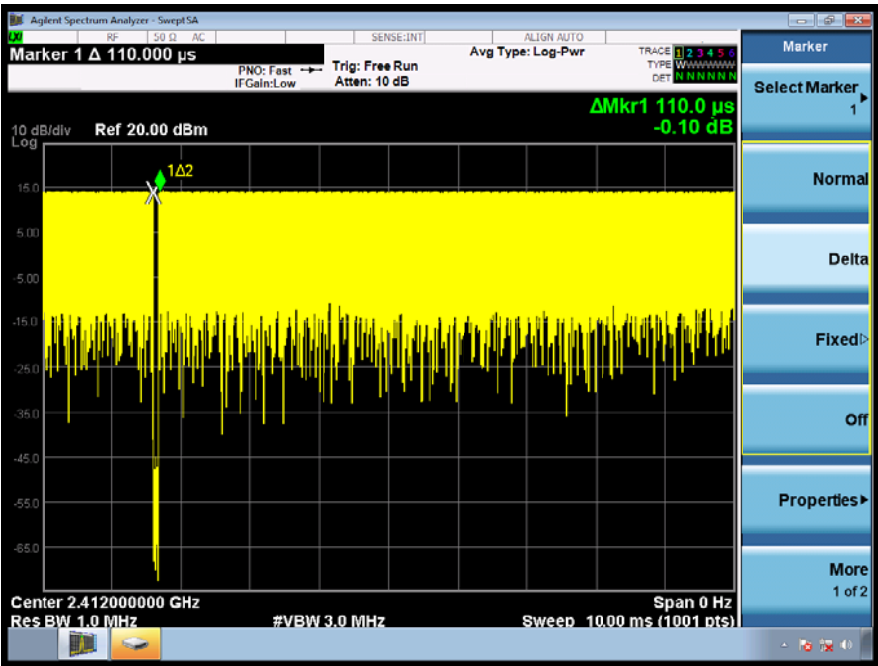 Agilent Spectrum Analyzer - Swept SA
LXI RF 50 Ω AC SENSE:INT ALIGN AUTO
Marker 1 Δ 110.000 µs
PNO: Fast
IFGain:Low
Trig: Free Run
Atten: 10 dB
Avg Type: Log-Pwr
TRACE 1 2 3 4 5 6
TYPE WWWWWW
DET N N N N N N
ΔMkr1 110.0 µs
-0.10 dB
10 dB/div Ref 20.00 dBm
Log
1Δ2
15.0
5.00
-5.00
-15.0
-25.0
-35.0
-45.0
-55.0
-65.0
Center 2.412000000 GHz Span 0 Hz
Res BW 1.0 MHz #VBW 3.0 MHz Sweep 10.00 ms (1001 pts)
Marker
Select Marker
1
Normal
Delta
Fixed
Off
Properties
More
1 of 2